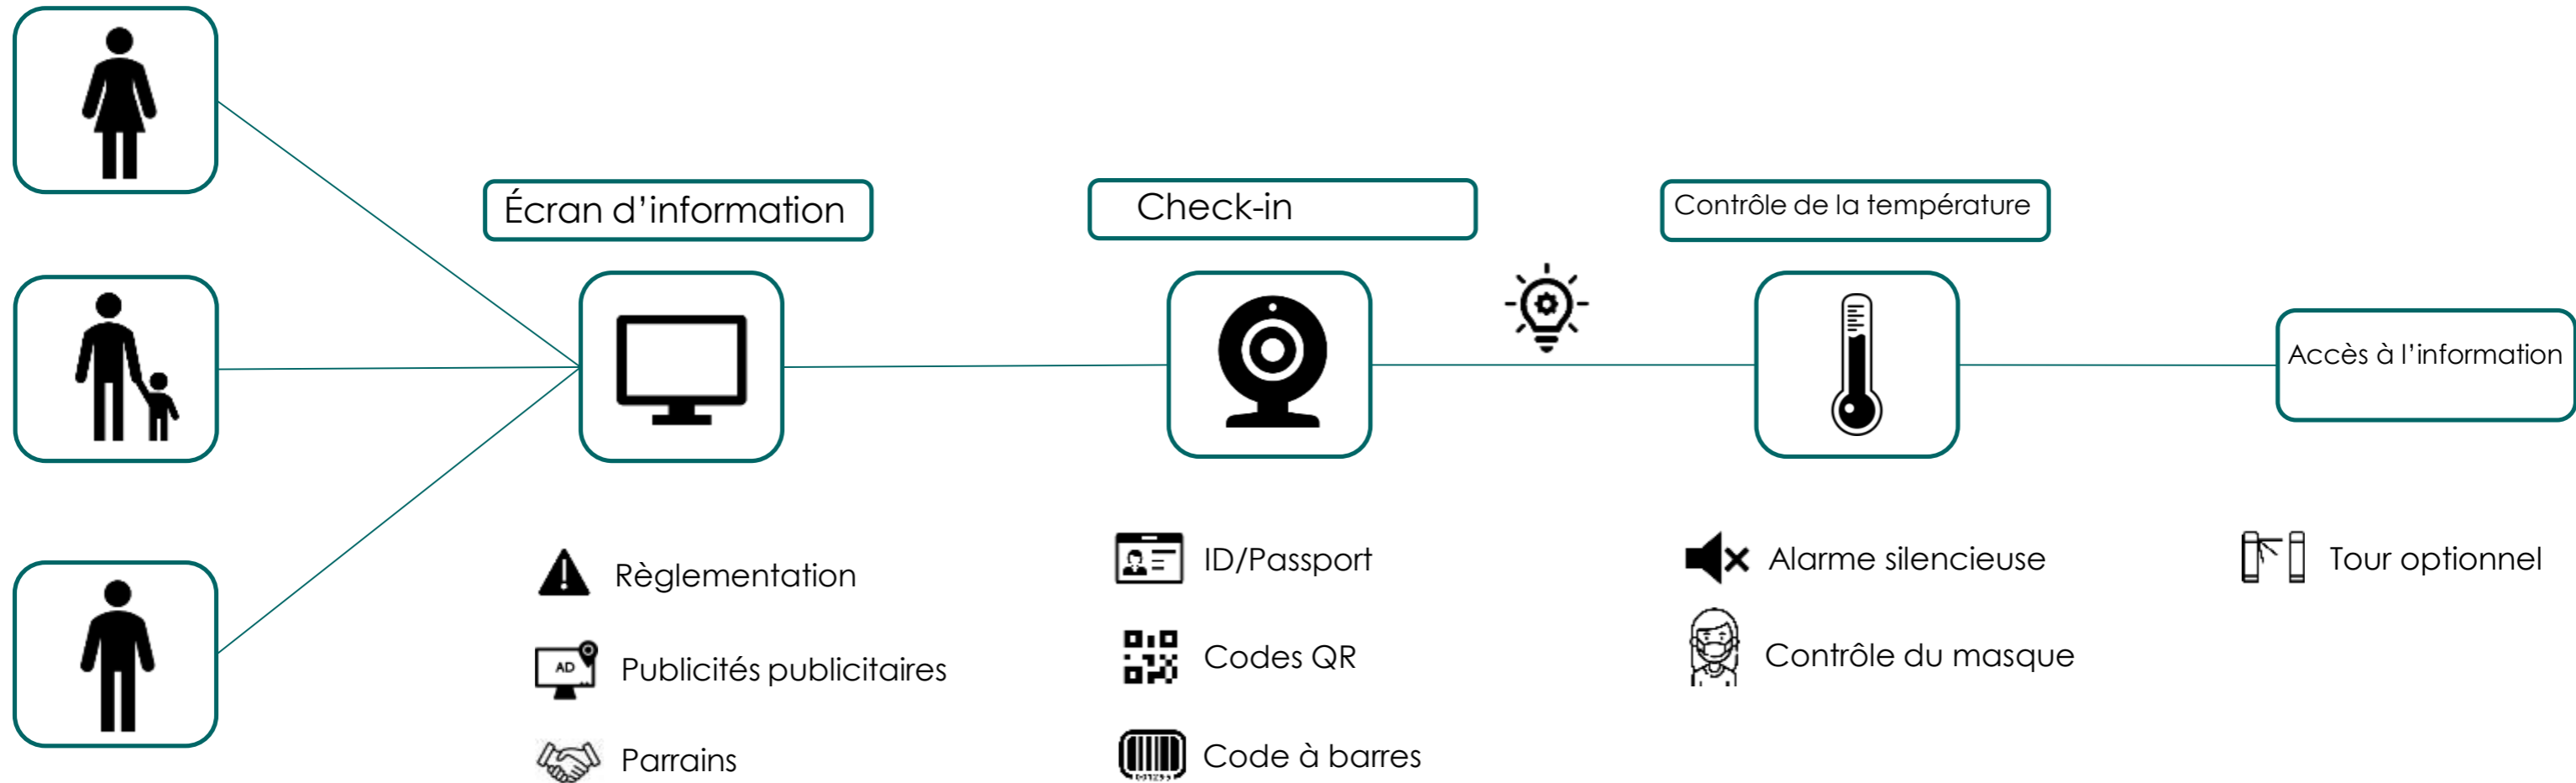 Écran d’information
Check-in
Contrôle de la température
Accès à l’information
Règlementation
AD
Publicités publicitaires
Parrains
ID/Passport
Codes QR
Code à barres
Alarme silencieuse
Contrôle du masque
Tour optionnel